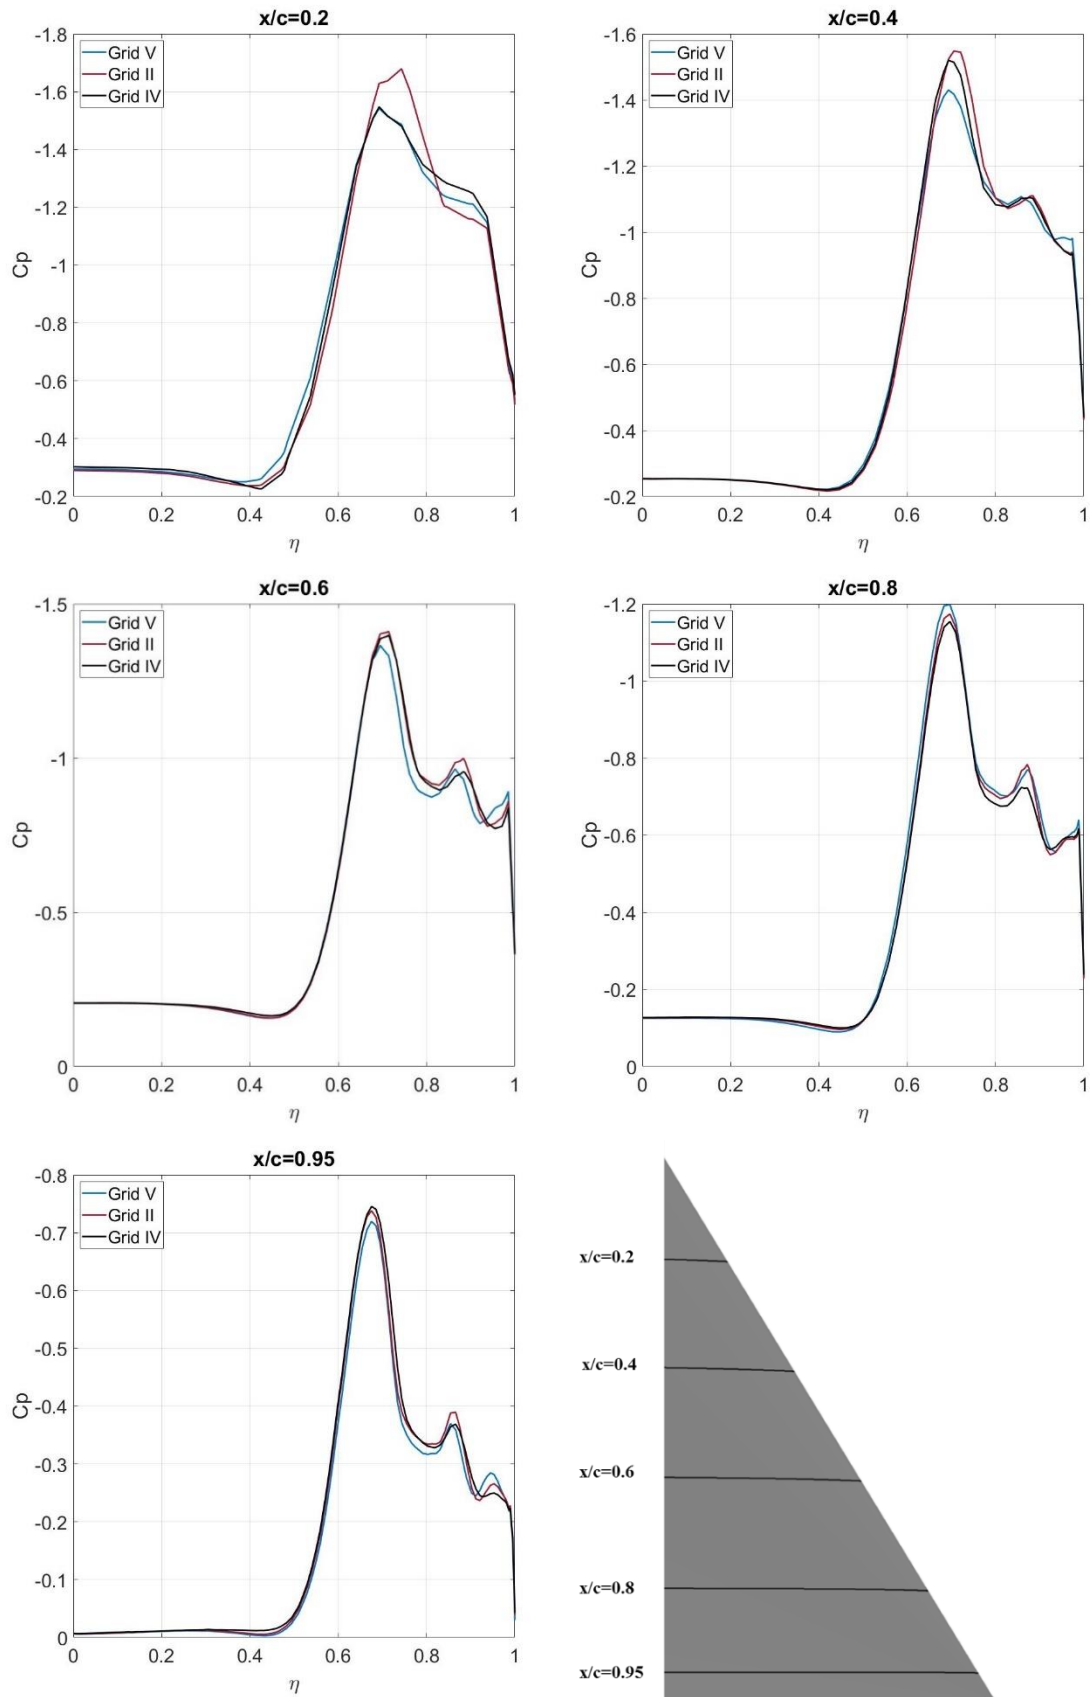 x/c=0.2
-1.8
-1.6
-1.4
-1.2
-1
-0.8
-0.6
-0.4
-0.2
Cp
Grid V
Grid II
Grid IV
0 0.2 0.4 0.6 0.8 1
η
x/c=0.4
-1.6
-1.4
-1.2
-1
-0.8
-0.6
-0.4
-0.2
Cp
Grid V
Grid II
Grid IV
0 0.2 0.4 0.6 0.8 1
η
x/c=0.6
-1.5
-1
-0.5
0
Cp
Grid V
Grid II
Grid IV
0 0.2 0.4 0.6 0.8 1
η
x/c=0.8
-1.2
-1
-0.8
-0.6
-0.4
-0.2
0
Cp
Grid V
Grid II
Grid IV
0 0.2 0.4 0.6 0.8 1
η
x/c=0.95
-0.8
-0.7
-0.6
-0.5
-0.4
-0.3
-0.2
-0.1
0
Cp
Grid V
Grid II
Grid IV
0 0.2 0.4 0.6 0.8 1
η
x/c=0.2
x/c=0.4
x/c=0.6
x/c=0.8
x/c=0.95